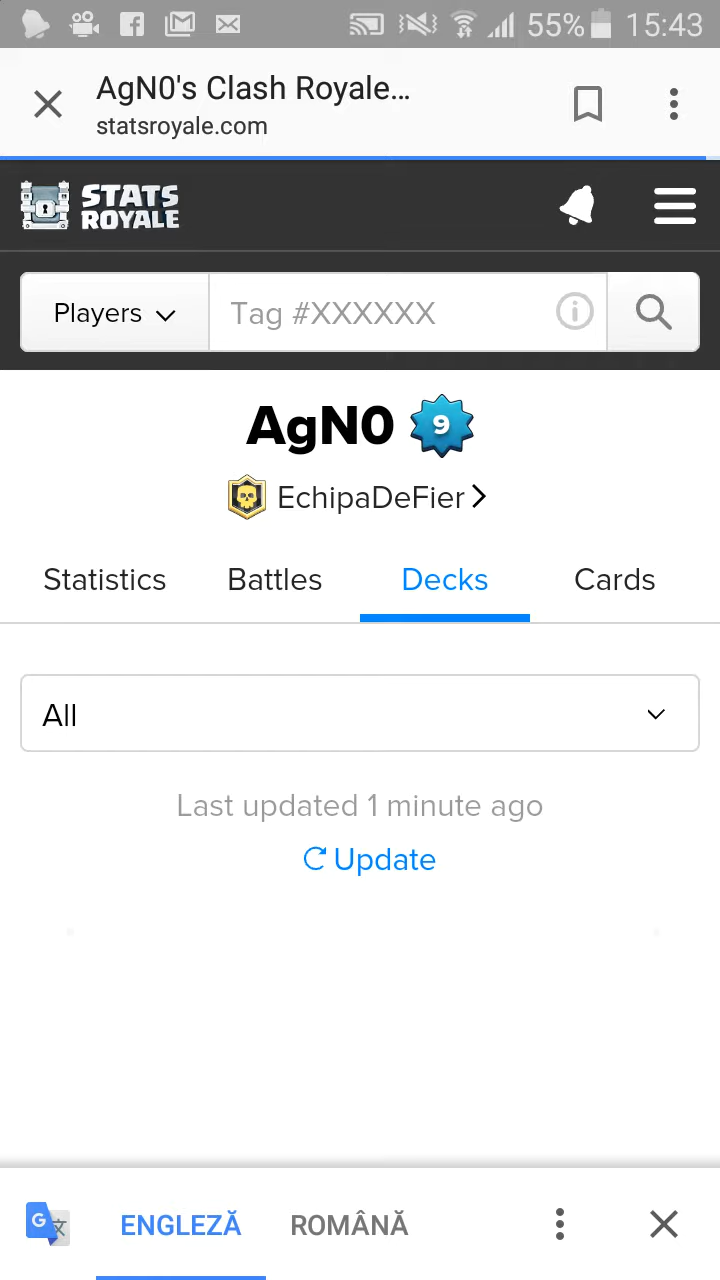 55% 15:43
AgN0's Clash Royale...
statsroyale.com
STATS
ROYALE
Players Tag #XXXXXX
AgN0 9
EchipaDeFier
Statistics Battles Decks Cards
All
Last updated 1 minute ago
Update
G 文 ENGLEZĂ ROMÂNĂ